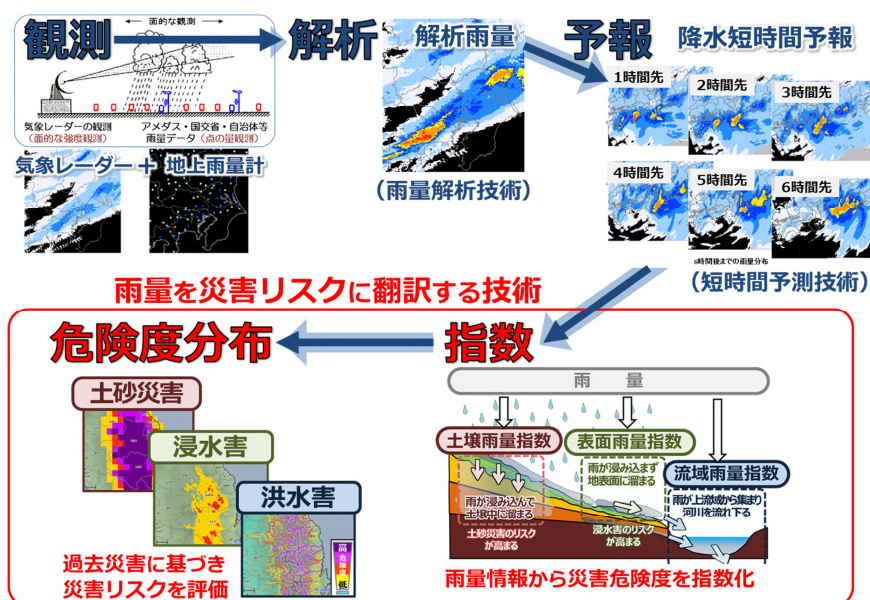 観測
面的な観測
気象レーダーの観測
(面的な強度観測)
アメダス・国交省・自治体等
雨量データ(点の量観測)
気象レーダー + 地上雨量計
解析
解析雨量
(雨量解析技術)
予報
降水短時間予報
1時間先
2時間先
3時間先
4時間先
5時間先
6時間先
6時間後までの雨量分布
(短時間予測技術)
雨量を災害リスクに翻訳する技術
危険度分布
土砂災害
浸水害
洪水害
高
危険度
低
過去災害に基づき
災害リスクを評価
指数
雨 量
土壌雨量指数
雨が浸み込んで
土壌中に溜まる
土砂災害のリスク
が高まる
表面雨量指数
雨が浸み込まず
地表面に溜まる
浸水害のリスク
が高まる
流域雨量指数
雨が上流域から集まり
河川を流れ下る
雨量情報から災害危険度を指数化